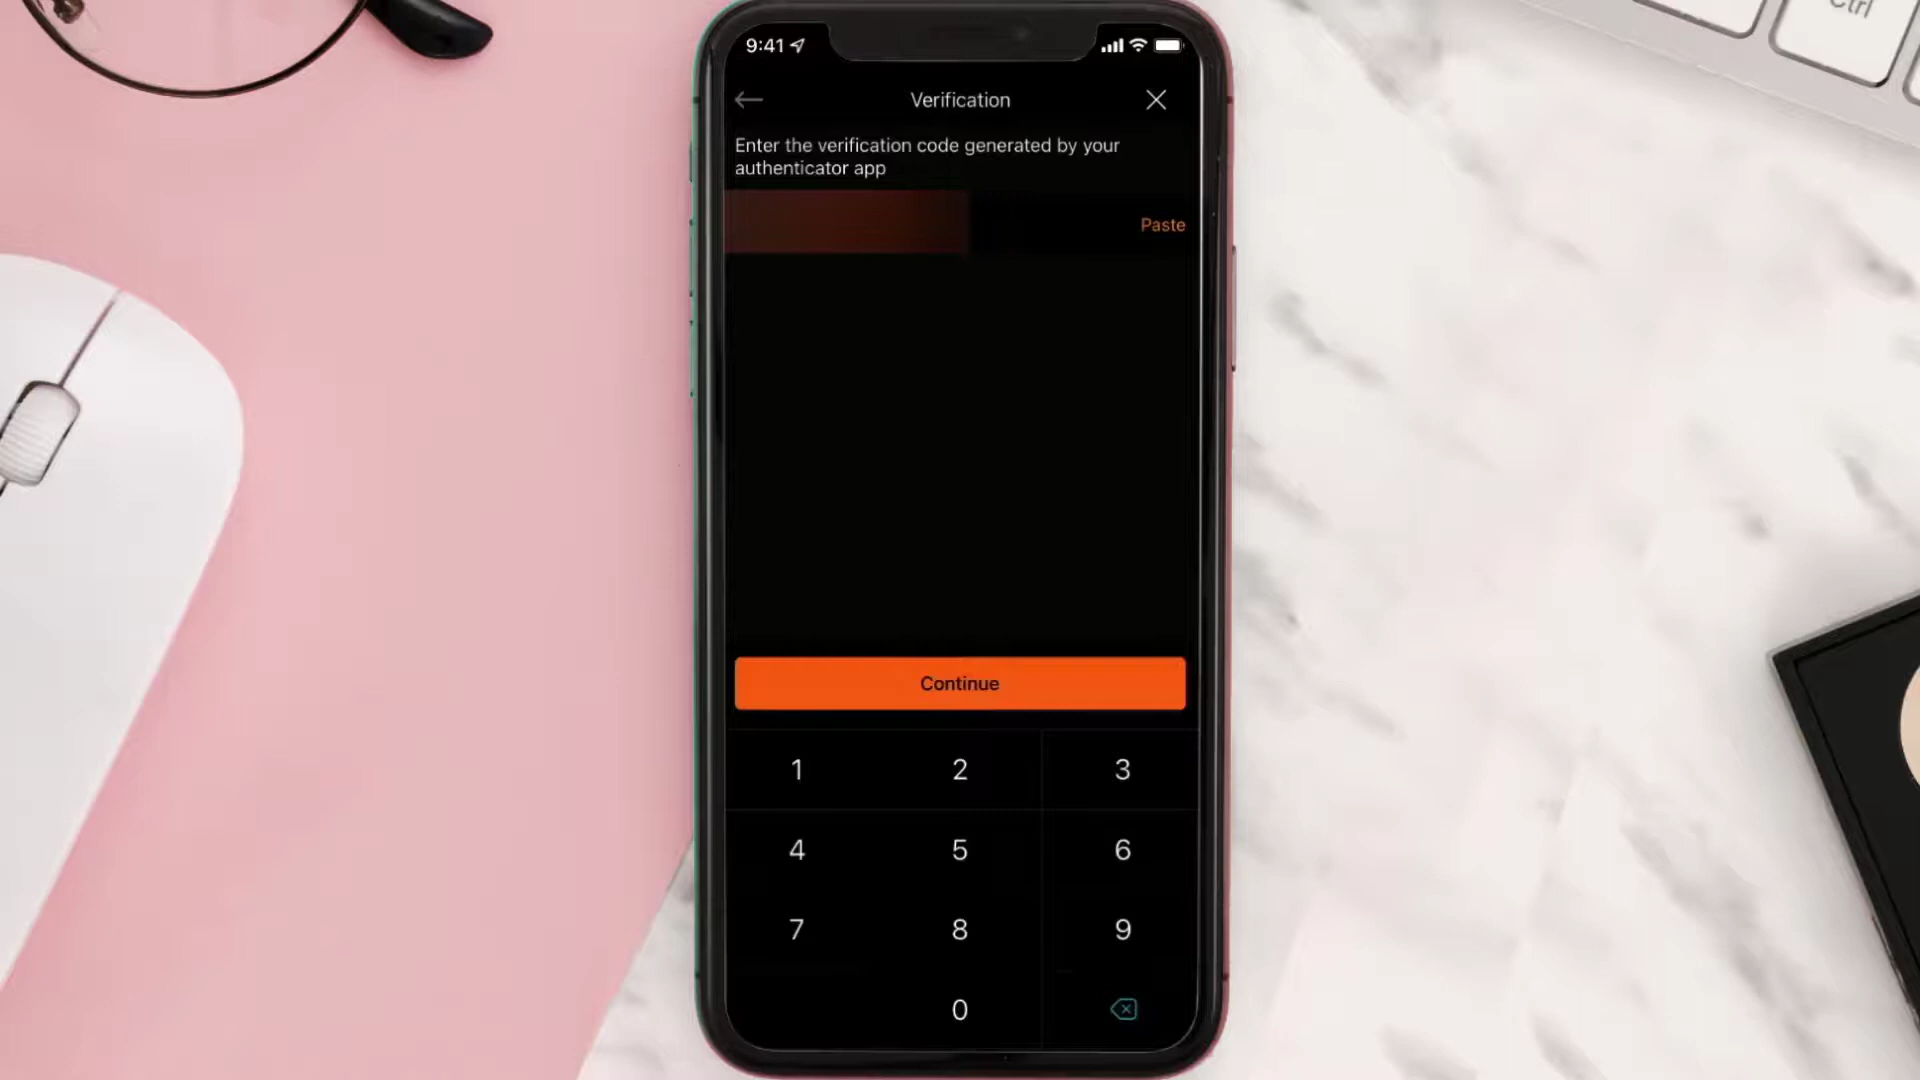 Ctrl
9:41
Verification
Enter the verification code generated by your
authenticator app
Paste
Continue
1 2 3
4 5 6
7 8 9
0